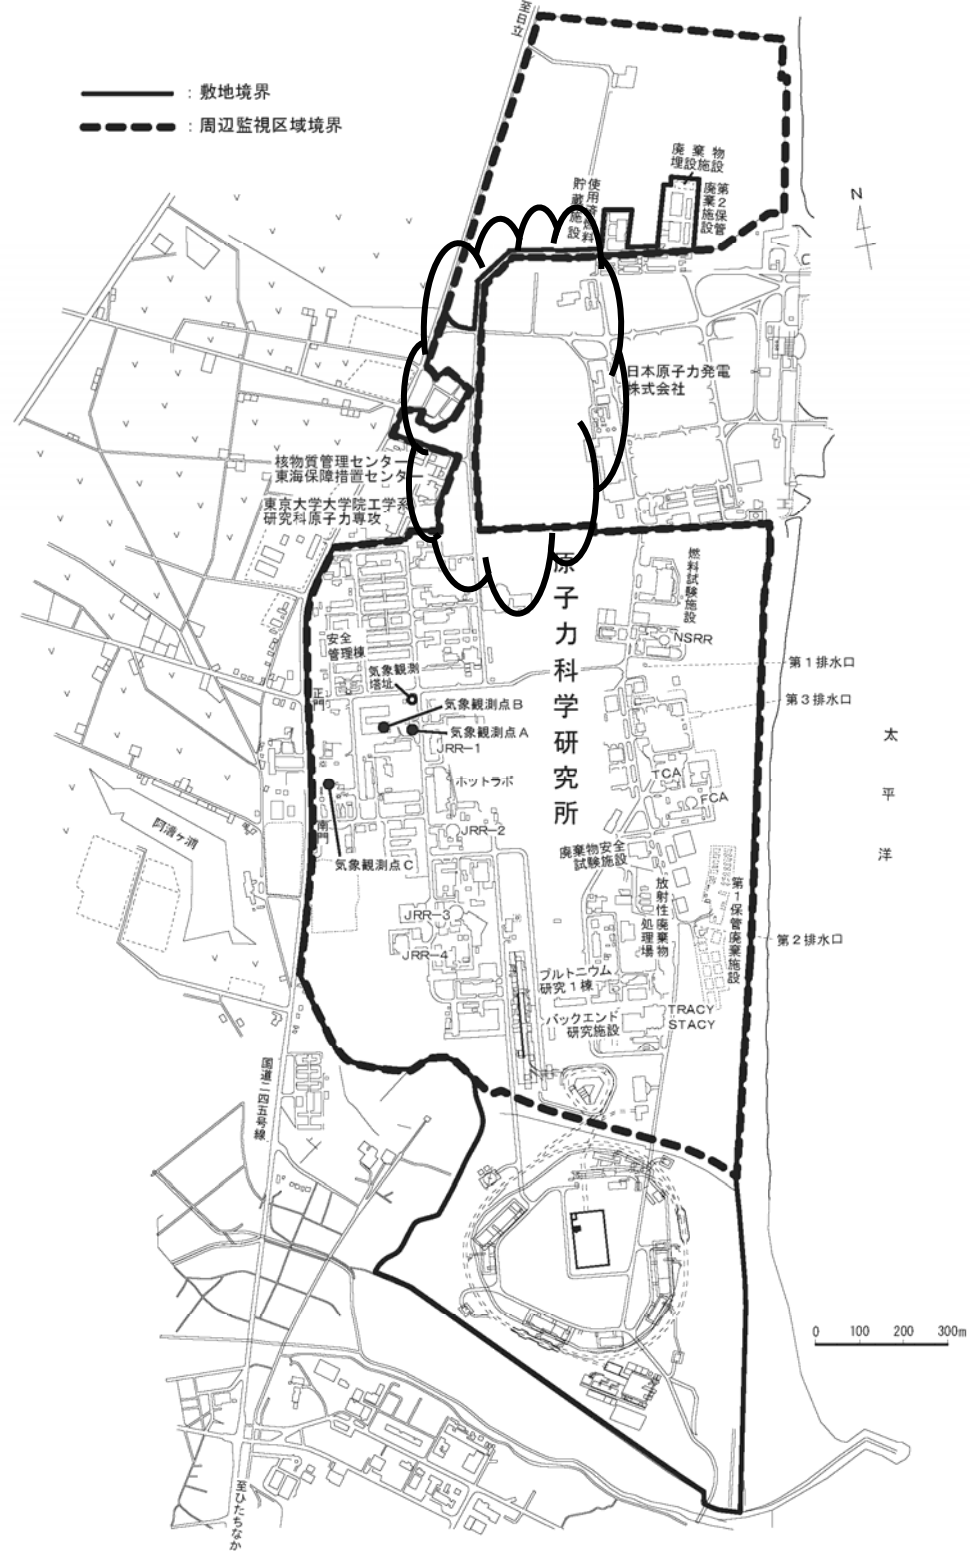 至日立
：敷地境界
：周辺監視区域境界
廃棄物
埋設施設
使用済燃料
貯蔵施設
第2保管
廃棄施設
N
C
日本原子力発電
株式会社
核物質管理センター
東海保障措置センター
東京大学大学院工学系
研究科原子力専攻
原子力科学研究所
燃料試験施設
NSRR
安全
管理棟
気象観測
塔址
正門
第1排水口
第3排水口
気象観測点B
気象観測点A
JRR-1
太平洋
ホットラボ
TCA
FCA
阿漕ヶ浦
南門
JRR-2
気象観測点C
廃棄物安全
試験施設
放射性廃棄物
処理場
第1保管廃棄施設
JRR-3
第2排水口
JRR-4
プルトニウム
研究1棟
バックエンド
研究施設
TRACY
STACY
国道二四五号線
0 100 200 300m
至ひたちなか